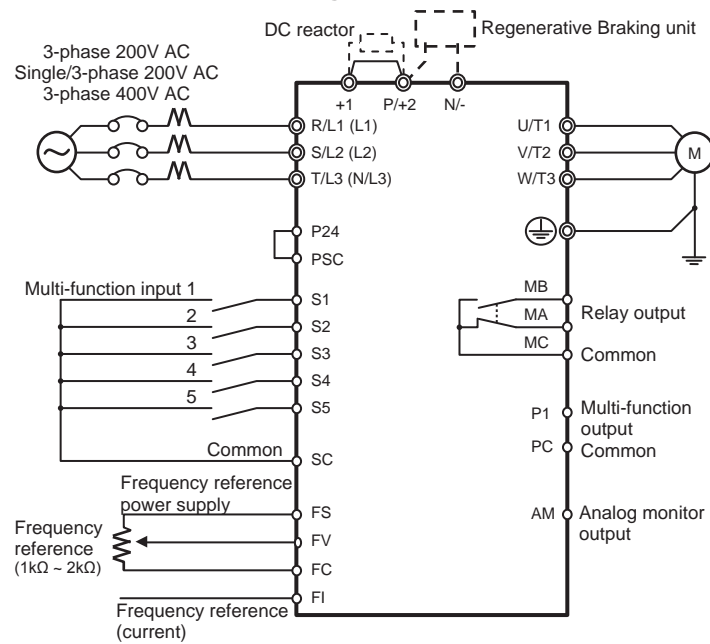 DC reactor
Regenerative Braking unit
3-phase 200V AC
Single/3-phase 200V AC
3-phase 400V AC
+1
P/+2
N/-
R/L1 (L1)
S/L2 (L2)
T/L3 (N/L3)
U/T1
V/T2
W/T3
M
P24
PSC
Multi-function input 1
2
3
4
5
S1
S2
S3
S4
S5
Common
SC
MB
MA
MC
Relay output
Common
P1
Multi-function
output
PC
Common
Frequency reference
power supply
FS
FV
FC
FI
Frequency
reference
(1kΩ ~ 2kΩ)
Frequency reference
(current)
AM
Analog monitor
output